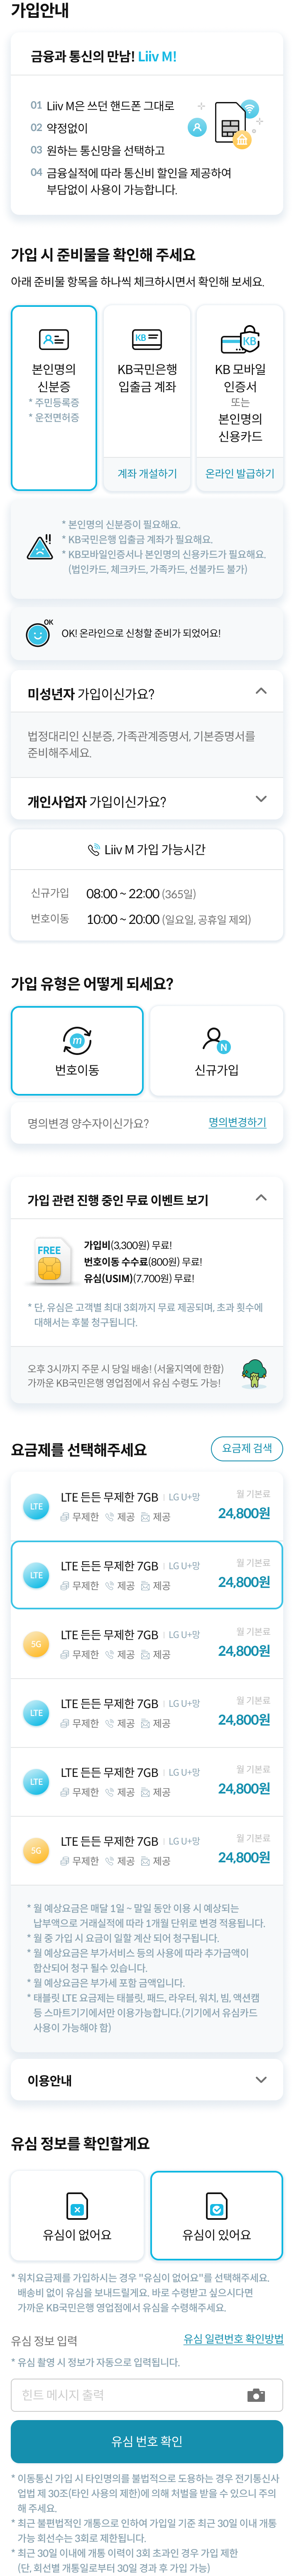 가입안내
금융과 통신의 만남! Liiv M!
01 Liiv M은 쓰던 핸드폰 그대로
02 약정없이
03 원하는 통신망을 선택하고
04 금융실적에 따라 통신비 할인을 제공하여
부담없이 사용이 가능합니다.
가입 시 준비물을 확인해 주세요
아래 준비물 항목을 하나씩 체크하시면서 확인해 보세요.
본인명의
신분증
* 주민등록증
* 운전면허증
KB
KB국민은행
입출금 계좌
계좌 개설하기
KB
KB 모바일
인증서
또는
본인명의
신용카드
온라인 발급하기
* 본인명의 신분증이 필요해요.
* KB국민은행 입출금 계좌가 필요해요.
* KB모바일인증서나 본인명의 신용카드가 필요해요.
(법인카드, 체크카드, 가족카드, 선불카드 불가)
OK
OK! 온라인으로 신청할 준비가 되었어요!
미성년자 가입이신가요?
법정대리인 신분증, 가족관계증명서, 기본증명서를
준비해주세요.
개인사업자 가입이신가요?
Liiv M 가입 가능시간
신규가입 08:00 ~ 22:00 (365일)
번호이동 10:00 ~ 20:00 (일요일, 공휴일 제외)
가입 유형은 어떻게 되세요?
m
번호이동
N
신규가입
명의변경 양수자이신가요? 명의변경하기
가입 관련 진행 중인 무료 이벤트 보기
FREE
가입비(3,300원) 무료!
번호이동 수수료(800원) 무료!
유심(USIM)(7,700원) 무료!
* 단, 유심은 고객별 최대 3회까지 무료 제공되며, 초과 횟수에
대해서는 후불 청구됩니다.
오후 3시까지 주문 시 당일 배송! (서울지역에 한함)
가까운 KB국민은행 영업점에서 유심 수령도 가능!
요금제를 선택해주세요 요금제 검색
LTE LTE 든든 무제한 7GB LG U+망 월 기본료
무제한 제공 제공 24,800원
LTE LTE 든든 무제한 7GB LG U+망 월 기본료
무제한 제공 제공 24,800원
5G LTE 든든 무제한 7GB LG U+망 월 기본료
무제한 제공 제공 24,800원
LTE LTE 든든 무제한 7GB LG U+망 월 기본료
무제한 제공 제공 24,800원
LTE LTE 든든 무제한 7GB LG U+망 월 기본료
무제한 제공 제공 24,800원
5G LTE 든든 무제한 7GB LG U+망 월 기본료
무제한 제공 제공 24,800원
* 월 예상요금은 매달 1일 ~ 말일 동안 이용 시 예상되는
납부액으로 거래실적에 따라 1개월 단위로 변경 적용됩니다.
* 월 중 가입 시 요금이 일할 계산 되어 청구됩니다.
* 월 예상요금은 부가서비스 등의 사용에 따라 추가금액이
합산되어 청구 될수 있습니다.
* 월 예상요금은 부가세 포함 금액입니다.
* 태블릿 LTE 요금제는 태블릿, 패드, 라우터, 워치, 빔, 액션캠
등 스마트기기에서만 이용가능합니다.(기기에서 유심카드
사용이 가능해야 함)
이용안내
유심 정보를 확인할게요
유심이 없어요
유심이 있어요
* 워치요금제를 가입하시는 경우 "유심이 없어요"를 선택해주세요.
배송비 없이 유심을 보내드릴게요. 바로 수령받고 싶으시다면
가까운 KB국민은행 영업점에서 유심을 수령해주세요.
유심 정보 입력 유심 일련번호 확인방법
* 유심 촬영 시 정보가 자동으로 입력됩니다.
힌트 메시지 출력
유심 번호 확인
* 이동통신 가입 시 타인명의를 불법적으로 도용하는 경우 전기통신사
업법 제 30조(타인 사용의 제한)에 의해 처벌을 받을 수 있으니 주의
해 주세요.
* 최근 불편법적인 개통으로 인하여 가입일 기준 최근 30일 이내 개통
가능 회선수는 3회로 제한됩니다.
* 최근 30일 이내에 개통 이력이 3회 초과인 경우 가입 제한
(단, 회선별 개통일로부터 30일 경과 후 가입 가능)